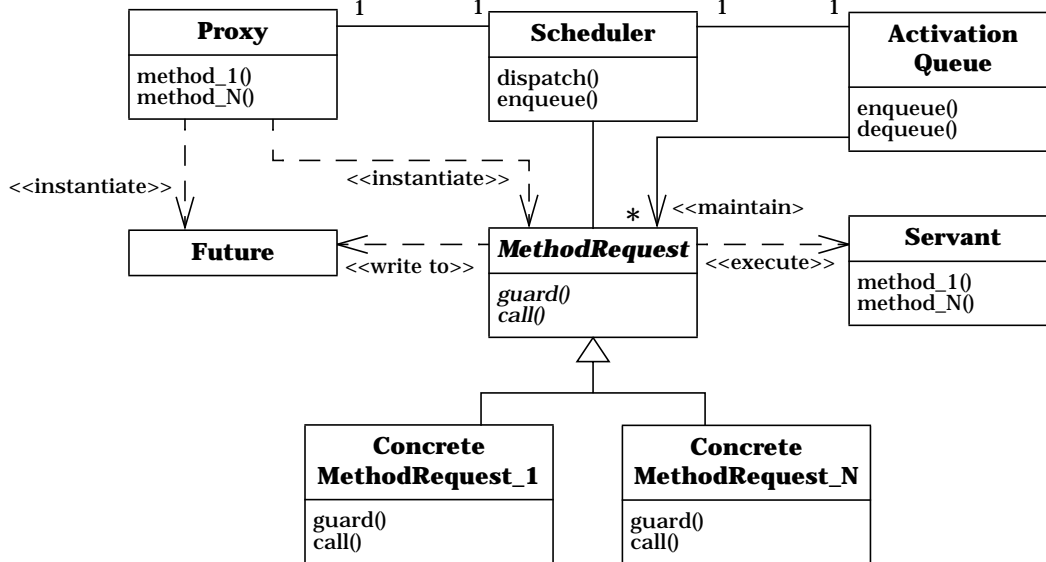 1
1
1
1
Proxy
Scheduler
Activation
Queue
method_1()
method_N()
dispatch()
enqueue()
enqueue()
dequeue()
<<instantiate>>
<<instantiate>>
*
<<maintain>
Future
<<write to>>
MethodRequest
guard()
call()
<<execute>>
Servant
method_1()
method_N()
Concrete
MethodRequest_1
guard()
call()
Concrete
MethodRequest_N
guard()
call()